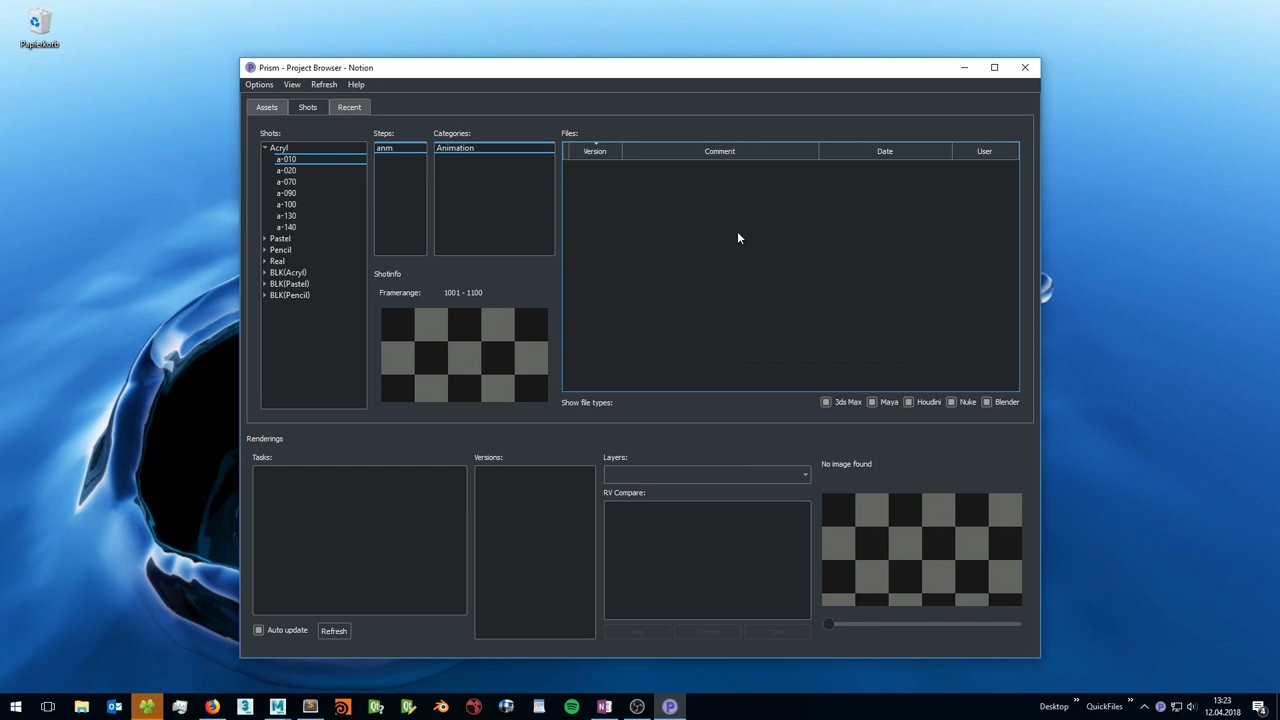 Papierkorb
Prism - Project Browser - Notion
Options View Refresh Help
Assets Shots Recent
Shots: Steps: Categories: Files:
Acryl anm Animation Version Comment Date User
a-010
a-020
a-070
a-090
a-100
a-130
a-140
Pastel
Pencil
Real
BLK(Acryl)
BLK(Pastel)
BLK(Pencil)
Shotinfo
Framerange: 1001 - 1100
Show file types: 3ds Max Maya Houdini Nuke Blender
Renderings
Tasks: Versions: Layers: No image found
RV Compare:
Auto update Refresh
Desktop QuickFiles 13:23
12.04.2018